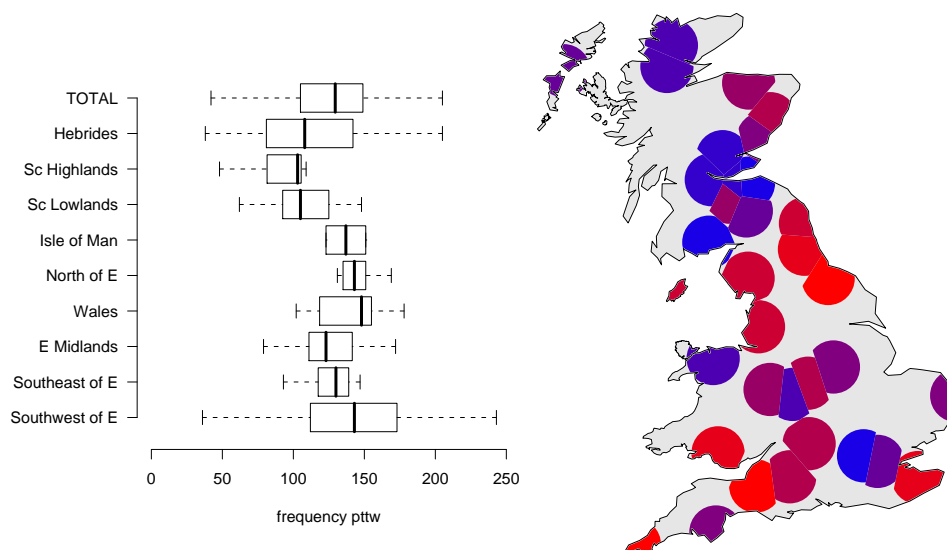 TOTAL
Hebrides
Sc Highlands
Sc Lowlands
Isle of Man
North of E
Wales
E Midlands
Southeast of E
Southwest of E
0 50 100 150 200 250
frequency pttw